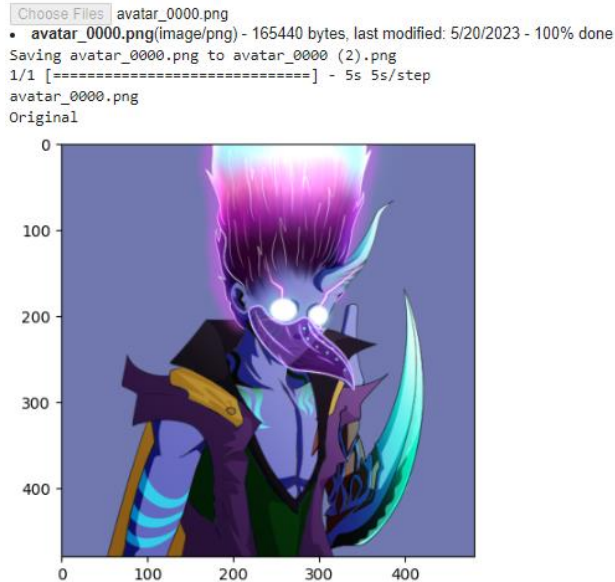 Choose Files avatar_0000.png
• avatar_0000.png(image/png) - 165440 bytes, last modified: 5/20/2023 - 100% done
Saving avatar_0000.png to avatar_0000 (2).png
1/1 [==============================] - 5s 5s/step
avatar_0000.png
Original
0
100
200
300
400
0 100 200 300 400